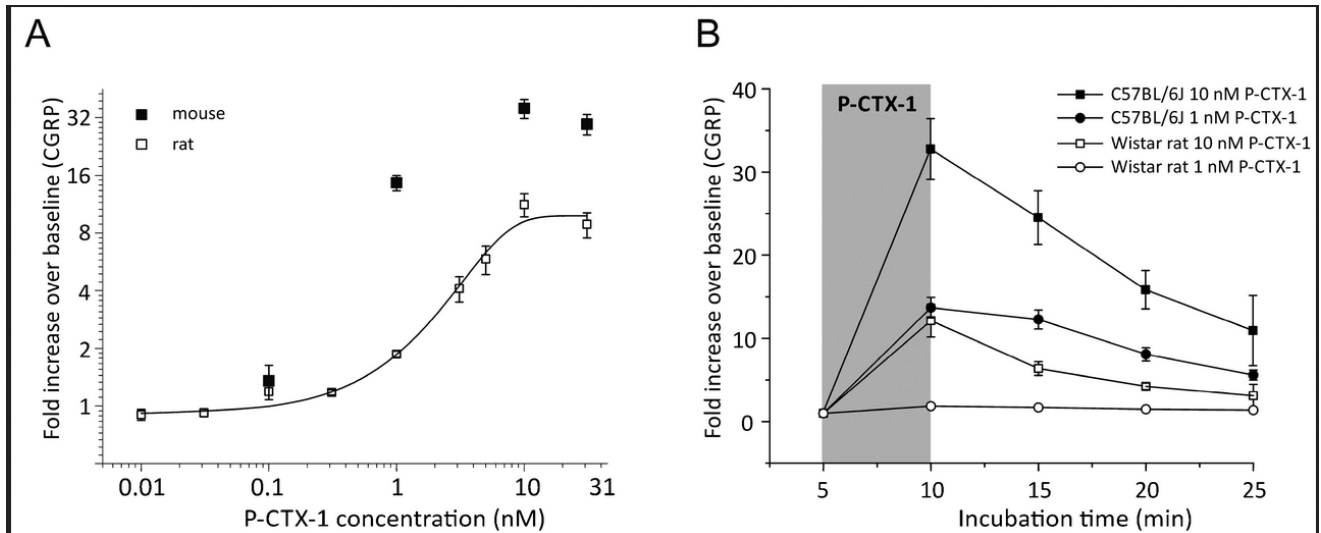 A
Fold increase over baseline (CGRP)
32
16
8
4
2
1
mouse
rat
0.01 0.1 1 10 31
P-CTX-1 concentration (nM)
B
Fold increase over baseline (CGRP)
40
30
20
10
0
P-CTX-1
C57BL/6J 10 nM P-CTX-1
C57BL/6J 1 nM P-CTX-1
Wistar rat 10 nM P-CTX-1
Wistar rat 1 nM P-CTX-1
5 10 15 20 25
Incubation time (min)